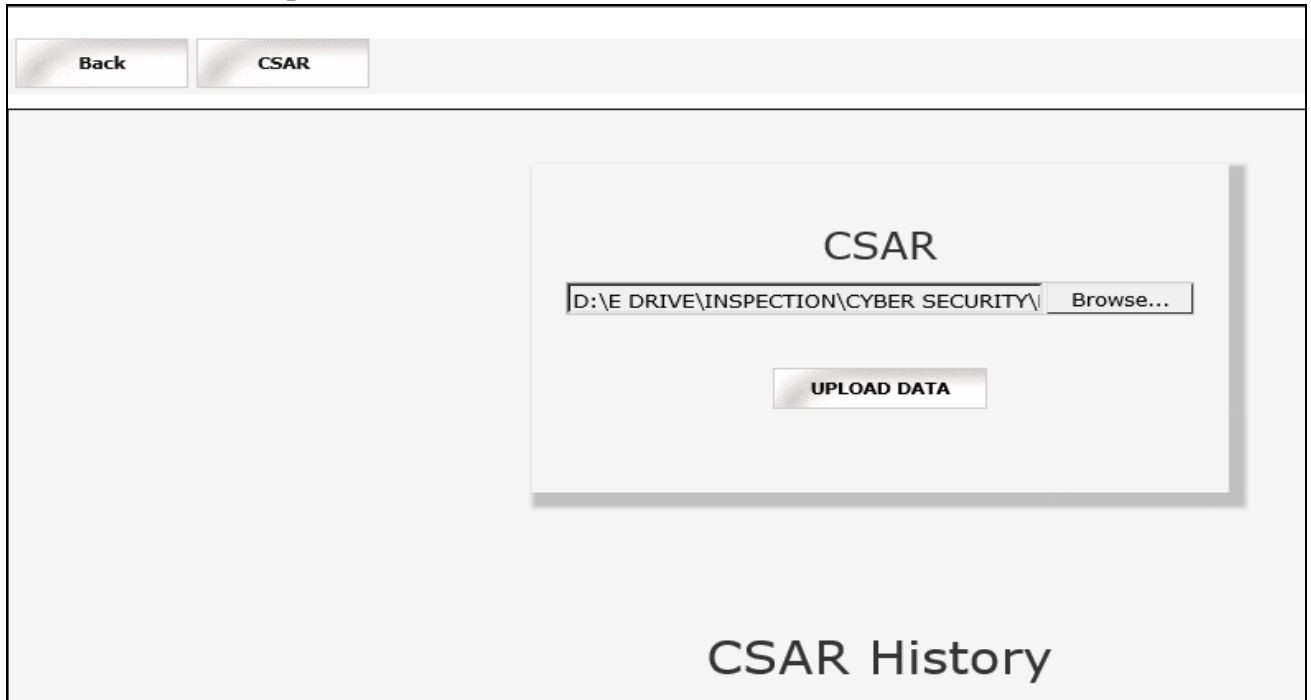 Back CSAR
CSAR
D:\E DRIVE\INSPECTION\CYBER SECURITY\ Browse...
UPLOAD DATA
CSAR History